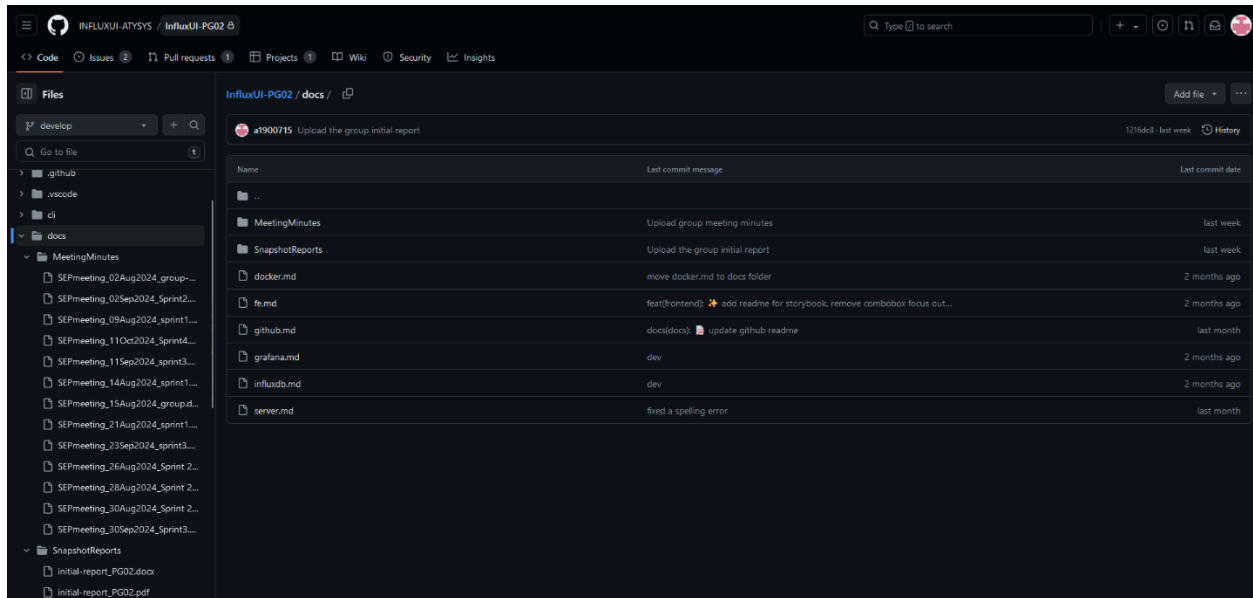 INFLUXUI-ATYSYS / InfluxUI-PG02
Type / to search
Code Issues 2 Pull requests 1 Projects 1 Wiki Security Insights
Files
develop
Go to file
t
.github
.vscode
cli
docs
MeetingMinutes
SEPmeeting_02Aug2024_group-...
SEPmeeting_02Sep2024_Sprint2....
SEPmeeting_09Aug2024_sprint1....
SEPmeeting_11Oct2024_Sprint4....
SEPmeeting_11Sep2024_sprint3....
SEPmeeting_14Aug2024_sprint1....
SEPmeeting_15Aug2024_group.d...
SEPmeeting_21Aug2024_sprint1....
SEPmeeting_23Sep2024_sprint3....
SEPmeeting_26Aug2024_Sprint 2...
SEPmeeting_28Aug2024_Sprint 2...
SEPmeeting_30Aug2024_Sprint 2...
SEPmeeting_30Sep2024_Sprint3....
SnapshotReports
initial-report_PG02.docx
initial-report_PG02.pdf
InfluxUI-PG02 / docs /
Add file
a1900715 Upload the group initial report
1216dc8 · last week History
Name Last commit message Last commit date
..
MeetingMinutes Upload group meeting minutes last week
SnapshotReports Upload the group initial report last week
docker.md move docker.md to docs folder 2 months ago
fe.md feat(frontend): ✨ add readme for storybook, remove combobox focus out... 2 months ago
github.md docs(docs): 📝 update github readme last month
grafana.md dev 2 months ago
influxdb.md dev 2 months ago
server.md fixed a spelling error last month